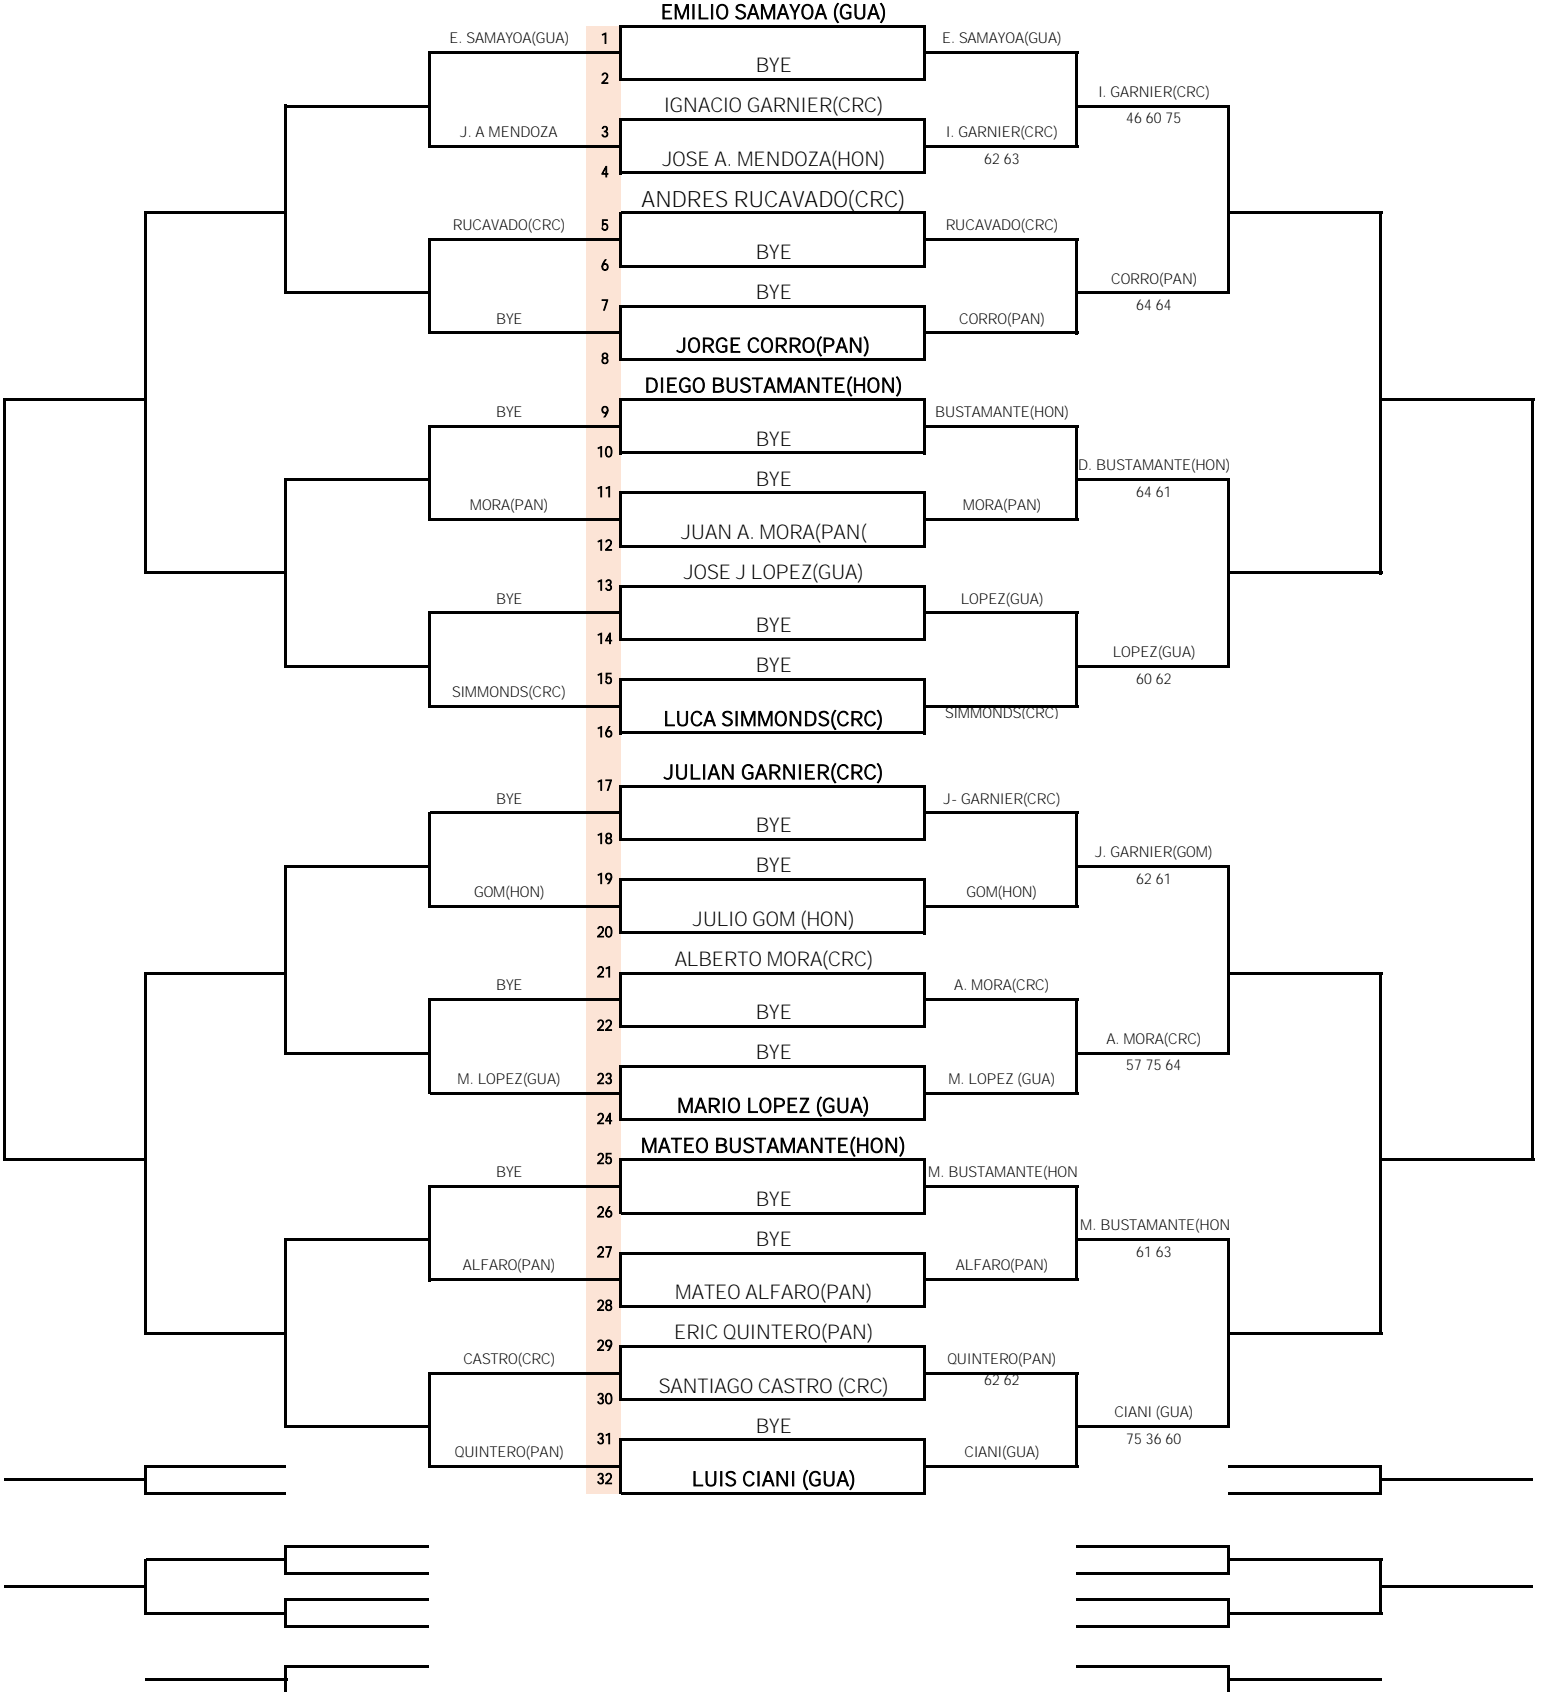 EMILIO SAMAYOA (GUA)
E. SAMAYOA(GUA) 1 E. SAMAYOA(GUA)
BYE
2
I. GARNIER(CRC)
IGNACIO GARNIER(CRC)
46 60 75
J. A MENDOZA 3 I. GARNIER(CRC)
JOSE A. MENDOZA(HON) 62 63
4
ANDRES RUCAVADO(CRC)
RUCAVADO(CRC) 5 RUCAVADO(CRC)
BYE
6
CORRO(PAN)
BYE
7 64 64
BYE CORRO(PAN)
JORGE CORRO(PAN)
8
DIEGO BUSTAMANTE(HON)
BYE 9 BUSTAMANTE(HON)
BYE
10
D. BUSTAMANTE(HON)
BYE
11 64 61
MORA(PAN) MORA(PAN)
JUAN A. MORA(PAN(
12
JOSE J LOPEZ(GUA)
13
BYE LOPEZ(GUA)
BYE
14
LOPEZ(GUA)
BYE
15 60 62
SIMMONDS(CRC)
LUCA SIMMONDS(CRC) SIMMONDS(CRC)
16
JULIAN GARNIER(CRC)
17
BYE J- GARNIER(CRC)
BYE
18
J. GARNIER(GOM)
BYE
19 62 61
GOM(HON) GOM(HON)
JULIO GOM (HON)
20
ALBERTO MORA(CRC)
21
BYE A. MORA(CRC)
BYE
22
A. MORA(CRC)
BYE
57 75 64
M. LOPEZ(GUA) 23 M. LOPEZ (GUA)
MARIO LOPEZ (GUA)
24
MATEO BUSTAMANTE(HON)
25
BYE M. BUSTAMANTE(HON
BYE
26
M. BUSTAMANTE(HON
BYE
27 61 63
ALFARO(PAN) ALFARO(PAN)
MATEO ALFARO(PAN)
28
ERIC QUINTERO(PAN)
29
CASTRO(CRC) QUINTERO(PAN)
SANTIAGO CASTRO (CRC) 62 62
30
CIANI (GUA)
BYE
31 75 36 60
QUINTERO(PAN) CIANI(GUA)
32 LUIS CIANI (GUA)